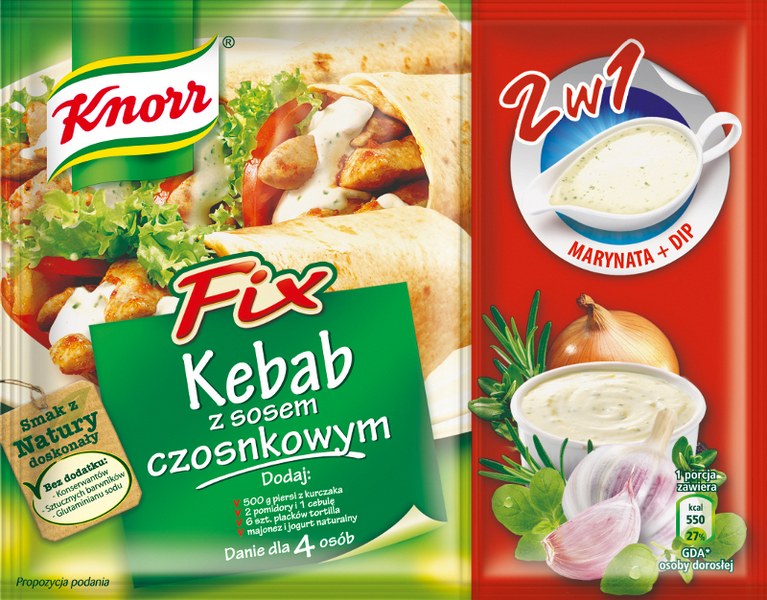 Knorr®
2 w 1
MARYNATA + DIP
Fix
Kebab
z sosem
czosnkowym
Dodaj:
500 g piersi z kurczaka
2 pomidory i 1 cebulę
6 szt. placków tortilla
majonez i jogurt naturalny
Danie dla 4 osób
Smak z
Natury
doskonały
Bez dodatku:
- Konserwantów
- Sztucznych barwników
- Glutaminianu sodu
1 porcja
zawiera
kcal
550
27%
GDA*
osoby dorosłej
Propozycja podania